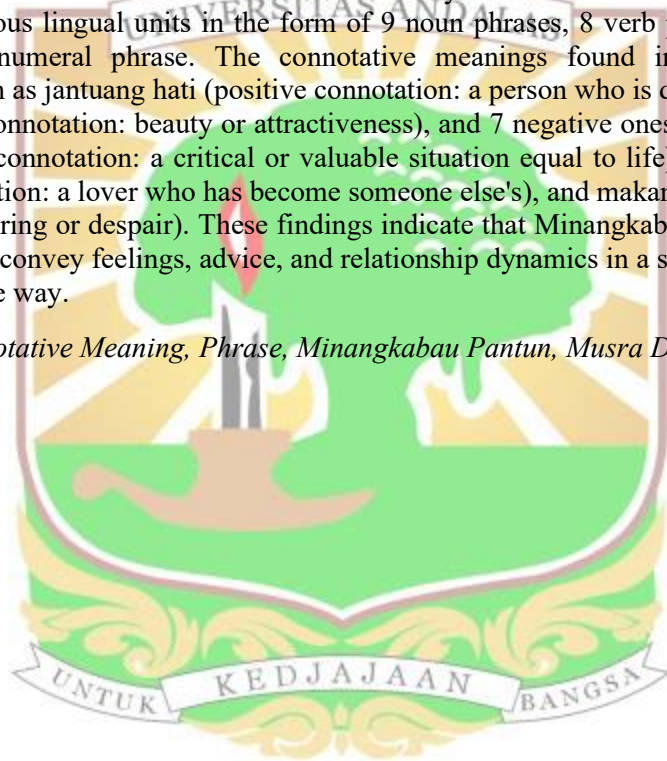 UNIVERSITAS ANDALAS
ous lingual units in the form of 9 noun phrases, 8 verb
numeral phrase. The connotative meanings found in
as jantuang hati (positive connotation: a person who is
onnotation: beauty or attractiveness), and 7 negative ones
connotation: a critical or valuable situation equal to life)
tion: a lover who has become someone else's), and makan
ring or despair). These findings indicate that Minangkab
convey feelings, advice, and relationship dynamics in a s
e way.
otative Meaning, Phrase, Minangkabau Pantun, Musra D
UNTUK KEDJAJAAN BANGSA